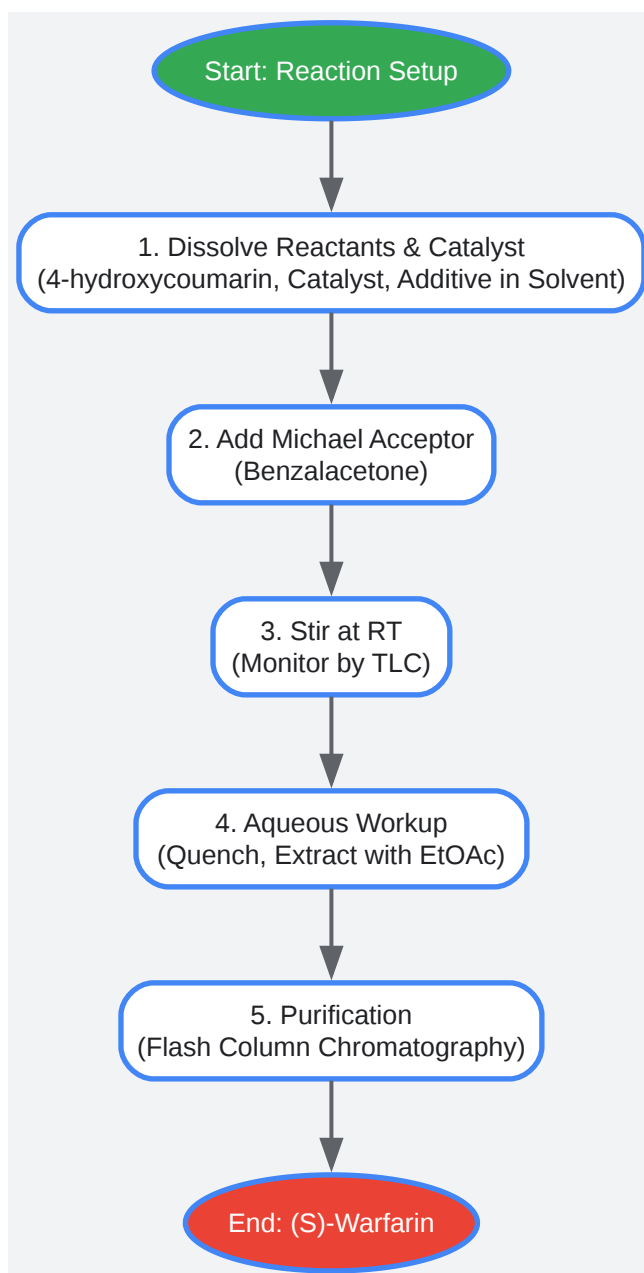 Start: Reaction Setup
1. Dissolve Reactants & Catalyst
(4-hydroxycoumarin, Catalyst, Additive in Solvent)
2. Add Michael Acceptor
(Benzalacetone)
3. Stir at RT
(Monitor by TLC)
4. Aqueous Workup
(Quench, Extract with EtOAc)
5. Purification
(Flash Column Chromatography)
End: (S)-Warfarin